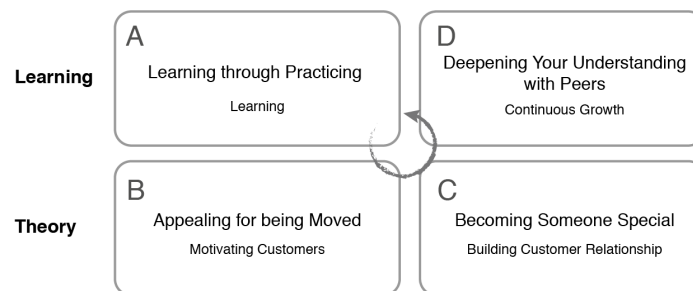 A
D
Learning
Learning through Practicing
Learning
Deepening Your Understanding
with Peers
Continuous Growth
B
C
Theory
Appealing for being Moved
Motivating Customers
Becoming Someone Special
Building Customer Relationship